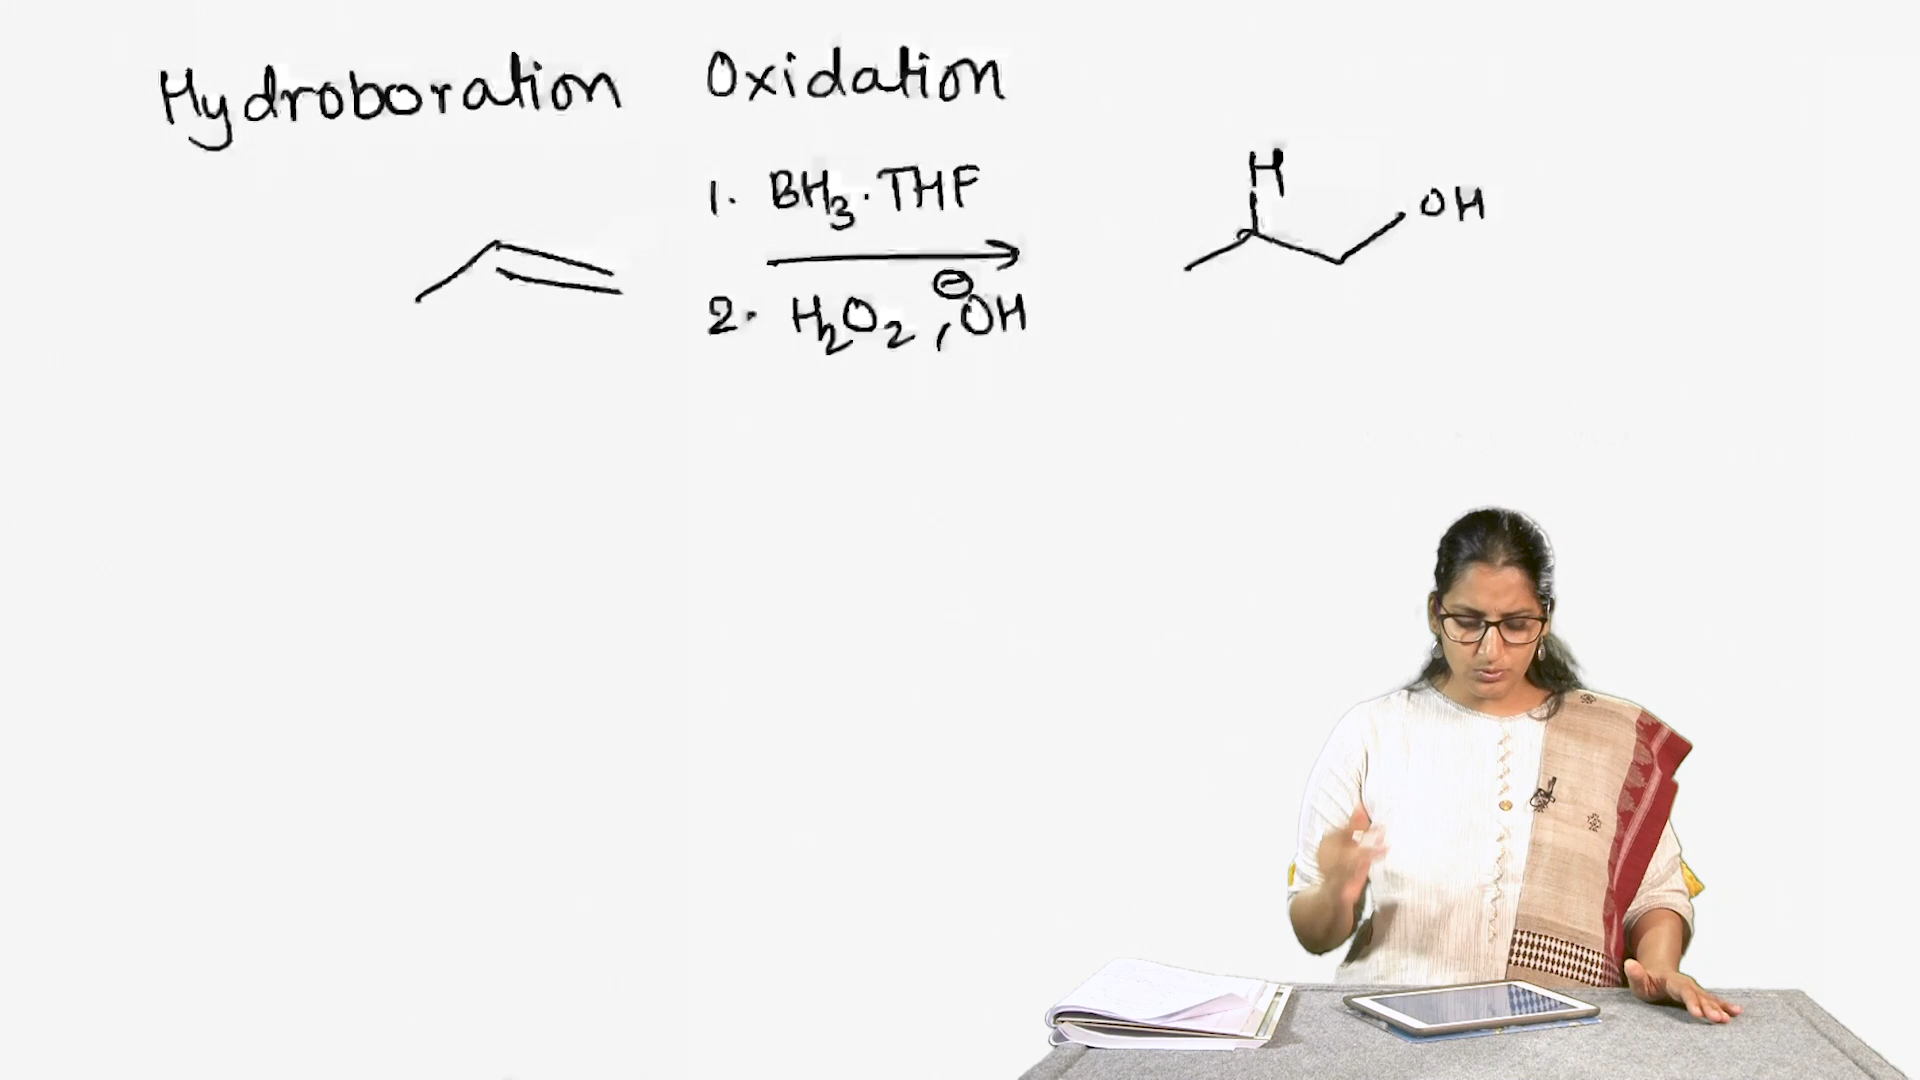 Hydroboration Oxidation
1. BH₃·THF
2. H₂O₂, ⊖OH
H
OH